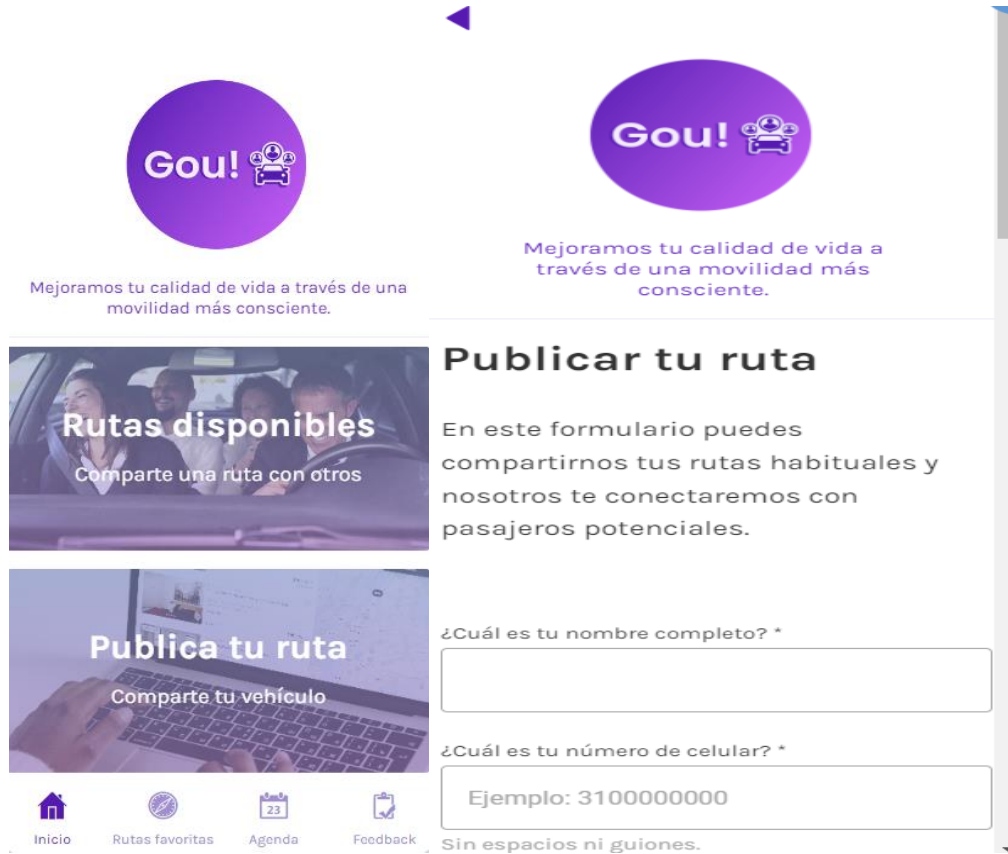 Gou!
Mejoramos tu calidad de vida a través de una
movilidad más consciente.
Rutas disponibles
Comparte una ruta con otros
Publica tu ruta
Comparte tu vehículo
23
Inicio
Rutas favoritas
Agenda
Feedback
Gou!
Mejoramos tu calidad de vida a
través de una movilidad más
consciente.
Publicar tu ruta
En este formulario puedes
compartirnos tus rutas habituales y
nosotros te conectaremos con
pasajeros potenciales.
¿Cuál es tu nombre completo? *
¿Cuál es tu número de celular? *
Ejemplo: 3100000000
Sin espacios ni guiones.